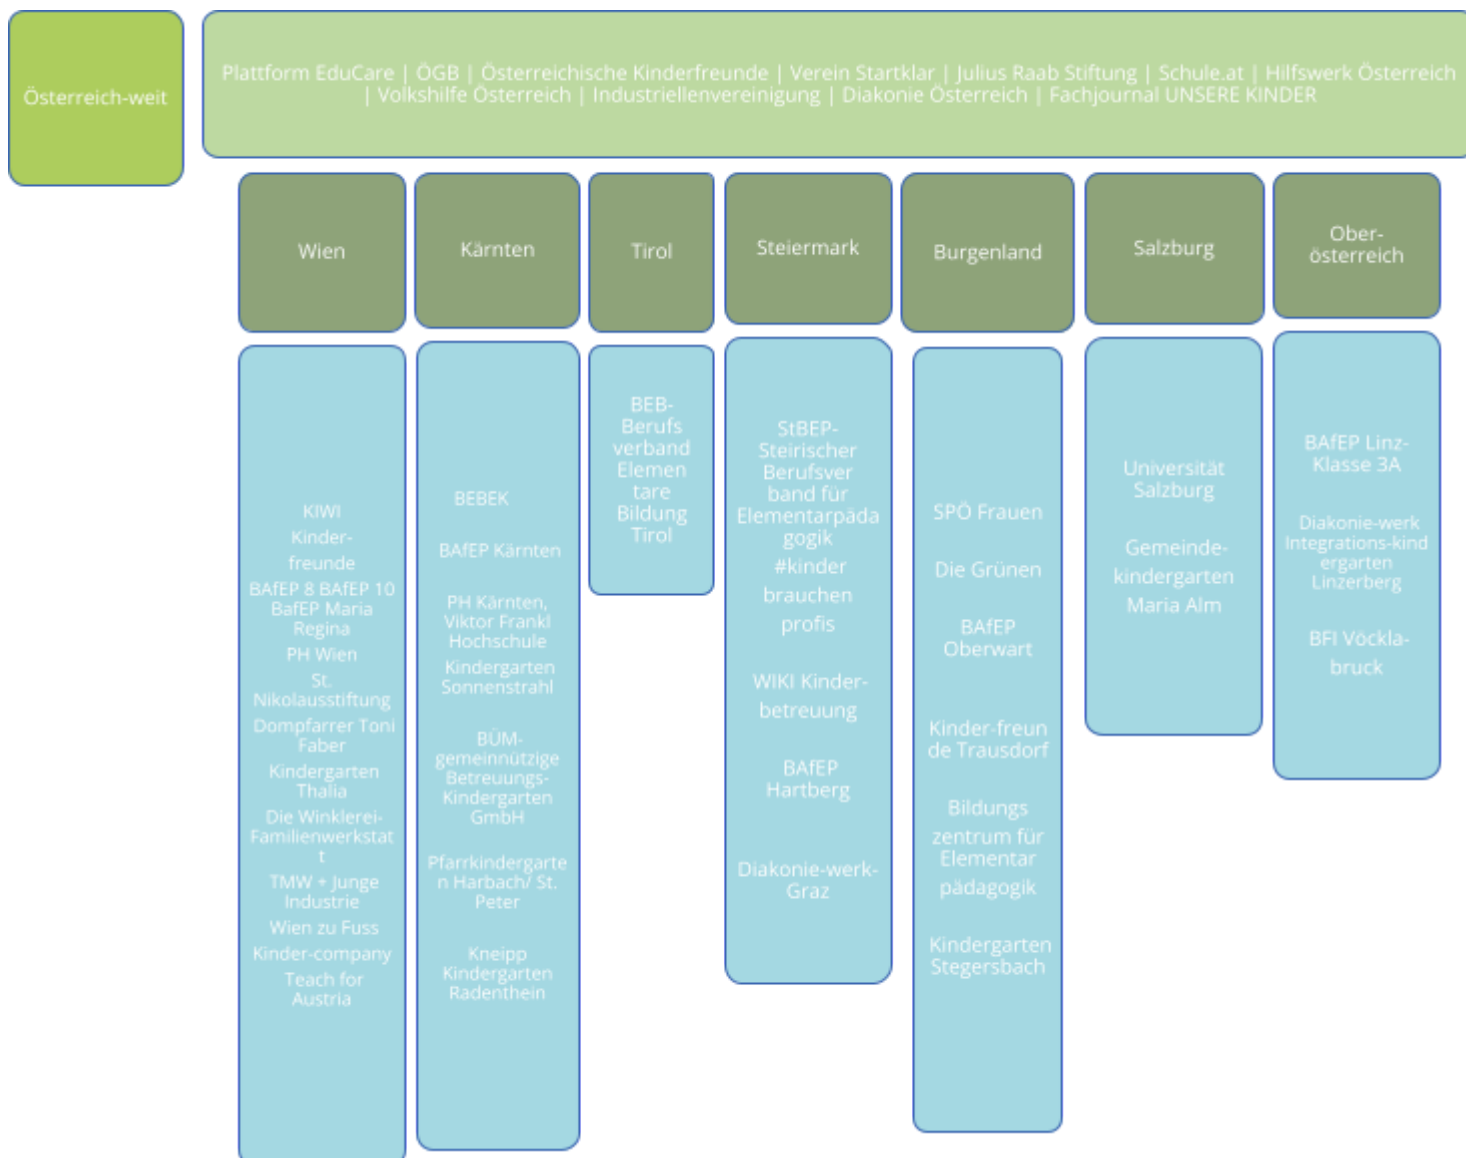 Österreich-weit
Plattform EduCare | ÖGB | Österreichische Kinderfreunde | Verein Startklar | Julius Raab Stiftung | Schule.at | Hilfswerk Österreich
| Volkshilfe Österreich | Industriellenvereinigung | Diakonie Österreich | Fachjournal UNSERE KINDER
Wien
KIWI
Kinder-
freunde
BAfEP 8 BAfEP 10
BafEP Maria
Regina
PH Wien
St.
Nikolausstiftung
Dompfarrer Toni
Faber
Kindergarten
Thalia
Die Winklerei-
Familienwerkstat
t
TMW + Junge
Industrie
Wien zu Fuss
Kinder-company
Teach for
Austria
Kärnten
BEBEK
BAfEP Kärnten
PH Kärnten,
Viktor Frankl
Hochschule
Kindergarten
Sonnenstrahl
BÜM-
gemeinnützige
Betreuungs-
Kindergarten
GmbH
Pfarrkindergarte
n Harbach/ St.
Peter
Kneipp
Kindergarten
Radenthein
Tirol
BEB-
Berufs
verband
Elemen
tare
Bildung
Tirol
Steiermark
StBEP-
Steirischer
Berufsver
band für
Elementarpäda
gogik
#kinder
brauchen
profis
WIKI Kinder-
betreuung
BAfEP
Hartberg
Diakonie-werk-
Graz
Burgenland
SPÖ Frauen
Die Grünen
BAfEP
Oberwart
Kinder-freun
de Trausdorf
Bildungs
zentrum für
Elementar
pädagogik
Kindergarten
Stegersbach
Salzburg
Universität
Salzburg
Gemeinde-
kindergarten
Maria Alm
Ober-
österreich
BAfEP Linz-
Klasse 3A
Diakonie-werk
Integrations-kind
ergarten
Linzerberg
BFI Vöckla-
bruck